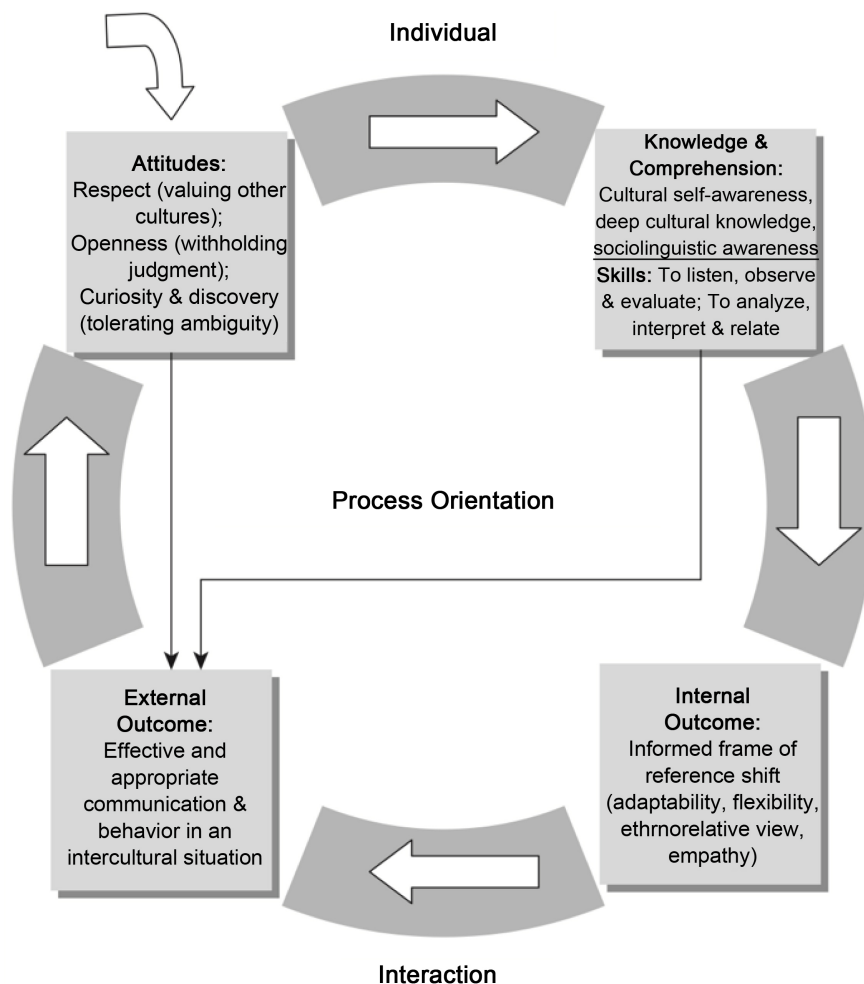 Individual
Attitudes:
Respect (valuing other
cultures);
Openness (withholding
judgment);
Curiosity & discovery
(tolerating ambiguity)
Knowledge &
Comprehension:
Cultural self-awareness,
deep cultural knowledge,
sociolinguistic awareness
Skills: To listen, observe
& evaluate; To analyze,
interpret & relate
Process Orientation
External
Outcome:
Effective and
appropriate
communication &
behavior in an
intercultural situation
Internal
Outcome:
Informed frame of
reference shift
(adaptability, flexibility,
ethrnorelative view,
empathy)
Interaction